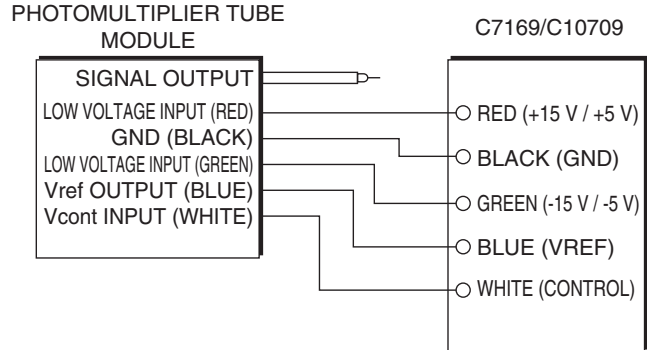 PHOTOMULTIPLIER TUBE
MODULE
SIGNAL OUTPUT
LOW VOLTAGE INPUT (RED)
GND (BLACK)
LOW VOLTAGE INPUT (GREEN)
Vref OUTPUT (BLUE)
Vcont INPUT (WHITE)
C7169/C10709
RED (+15 V / +5 V)
BLACK (GND)
GREEN (-15 V / -5 V)
BLUE (VREF)
WHITE (CONTROL)